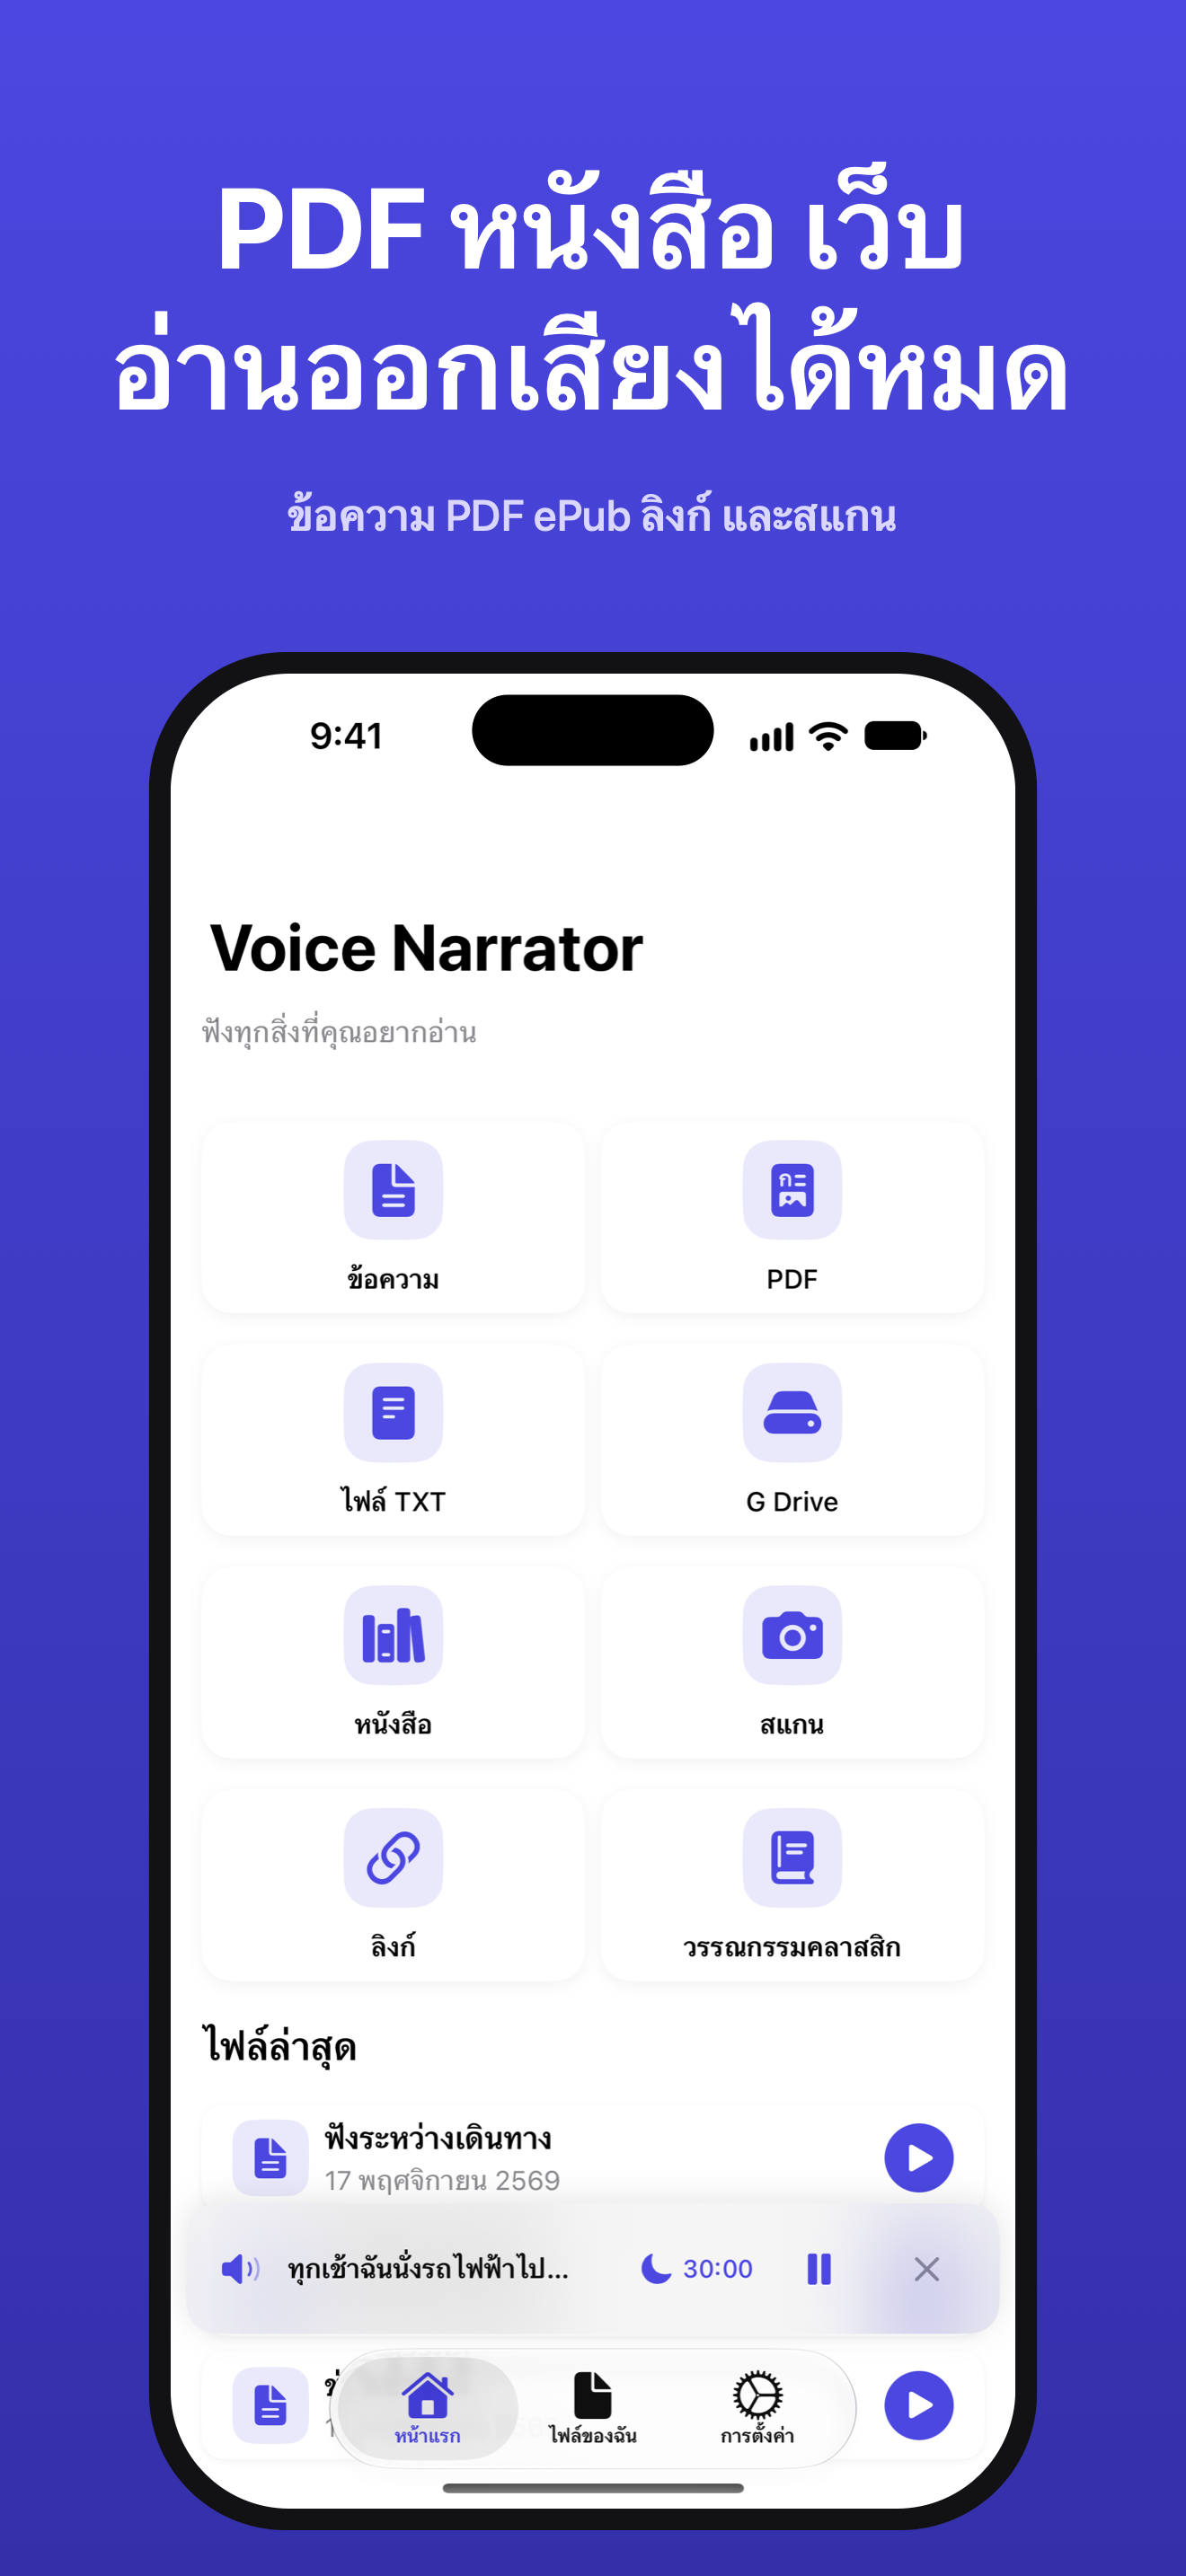 PDF หนังสือ เว็บ
อ่านออกเสียงได้หมด
ข้อความ PDF ePub ลิงก์ และสแกน
9:41
Voice Narrator
ฟังทุกสิ่งที่คุณอยากอ่าน
ข้อความ
PDF
ไฟล์ TXT
G Drive
หนังสือ
สแกน
ลิงก์
วรรณกรรมคลาสสิก
ไฟล์ล่าสุด
ฟังระหว่างเดินทาง
17 พฤศจิกายน 2569
ทุกเช้าฉันนั่งรถไฟฟ้าไป...
30:00
หน้าแรก
ไฟล์ของฉัน
การตั้งค่า